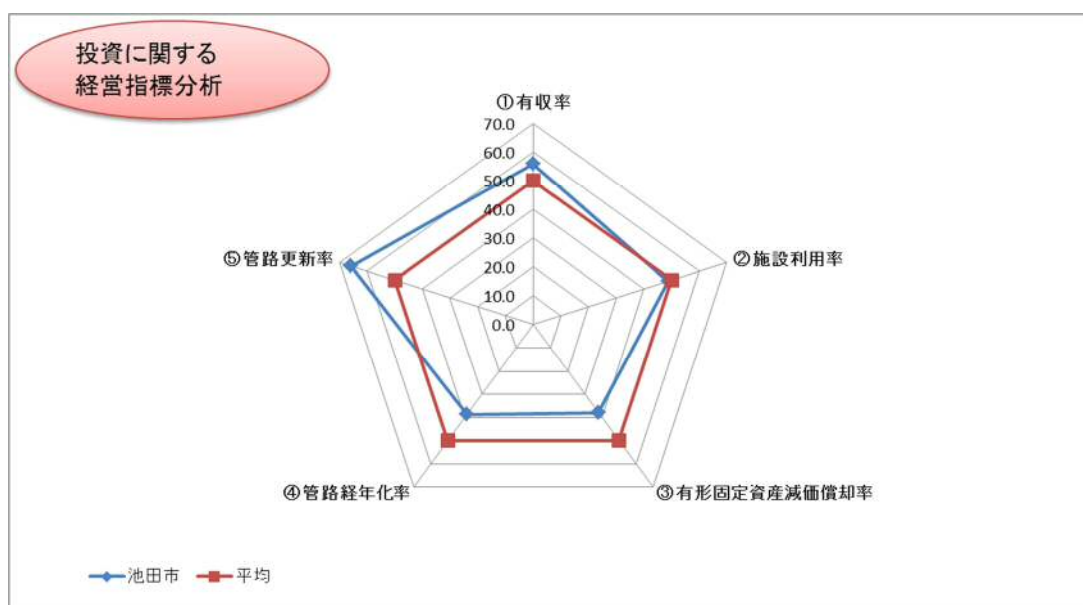 投資に関する
経営指標分析
①有収率
70.0
60.0
50.0
40.0
30.0
20.0
10.0
0.0
⑤管路更新率
②施設利用率
④管路経年化率
③有形固定資産減価償却率
池田市
平均